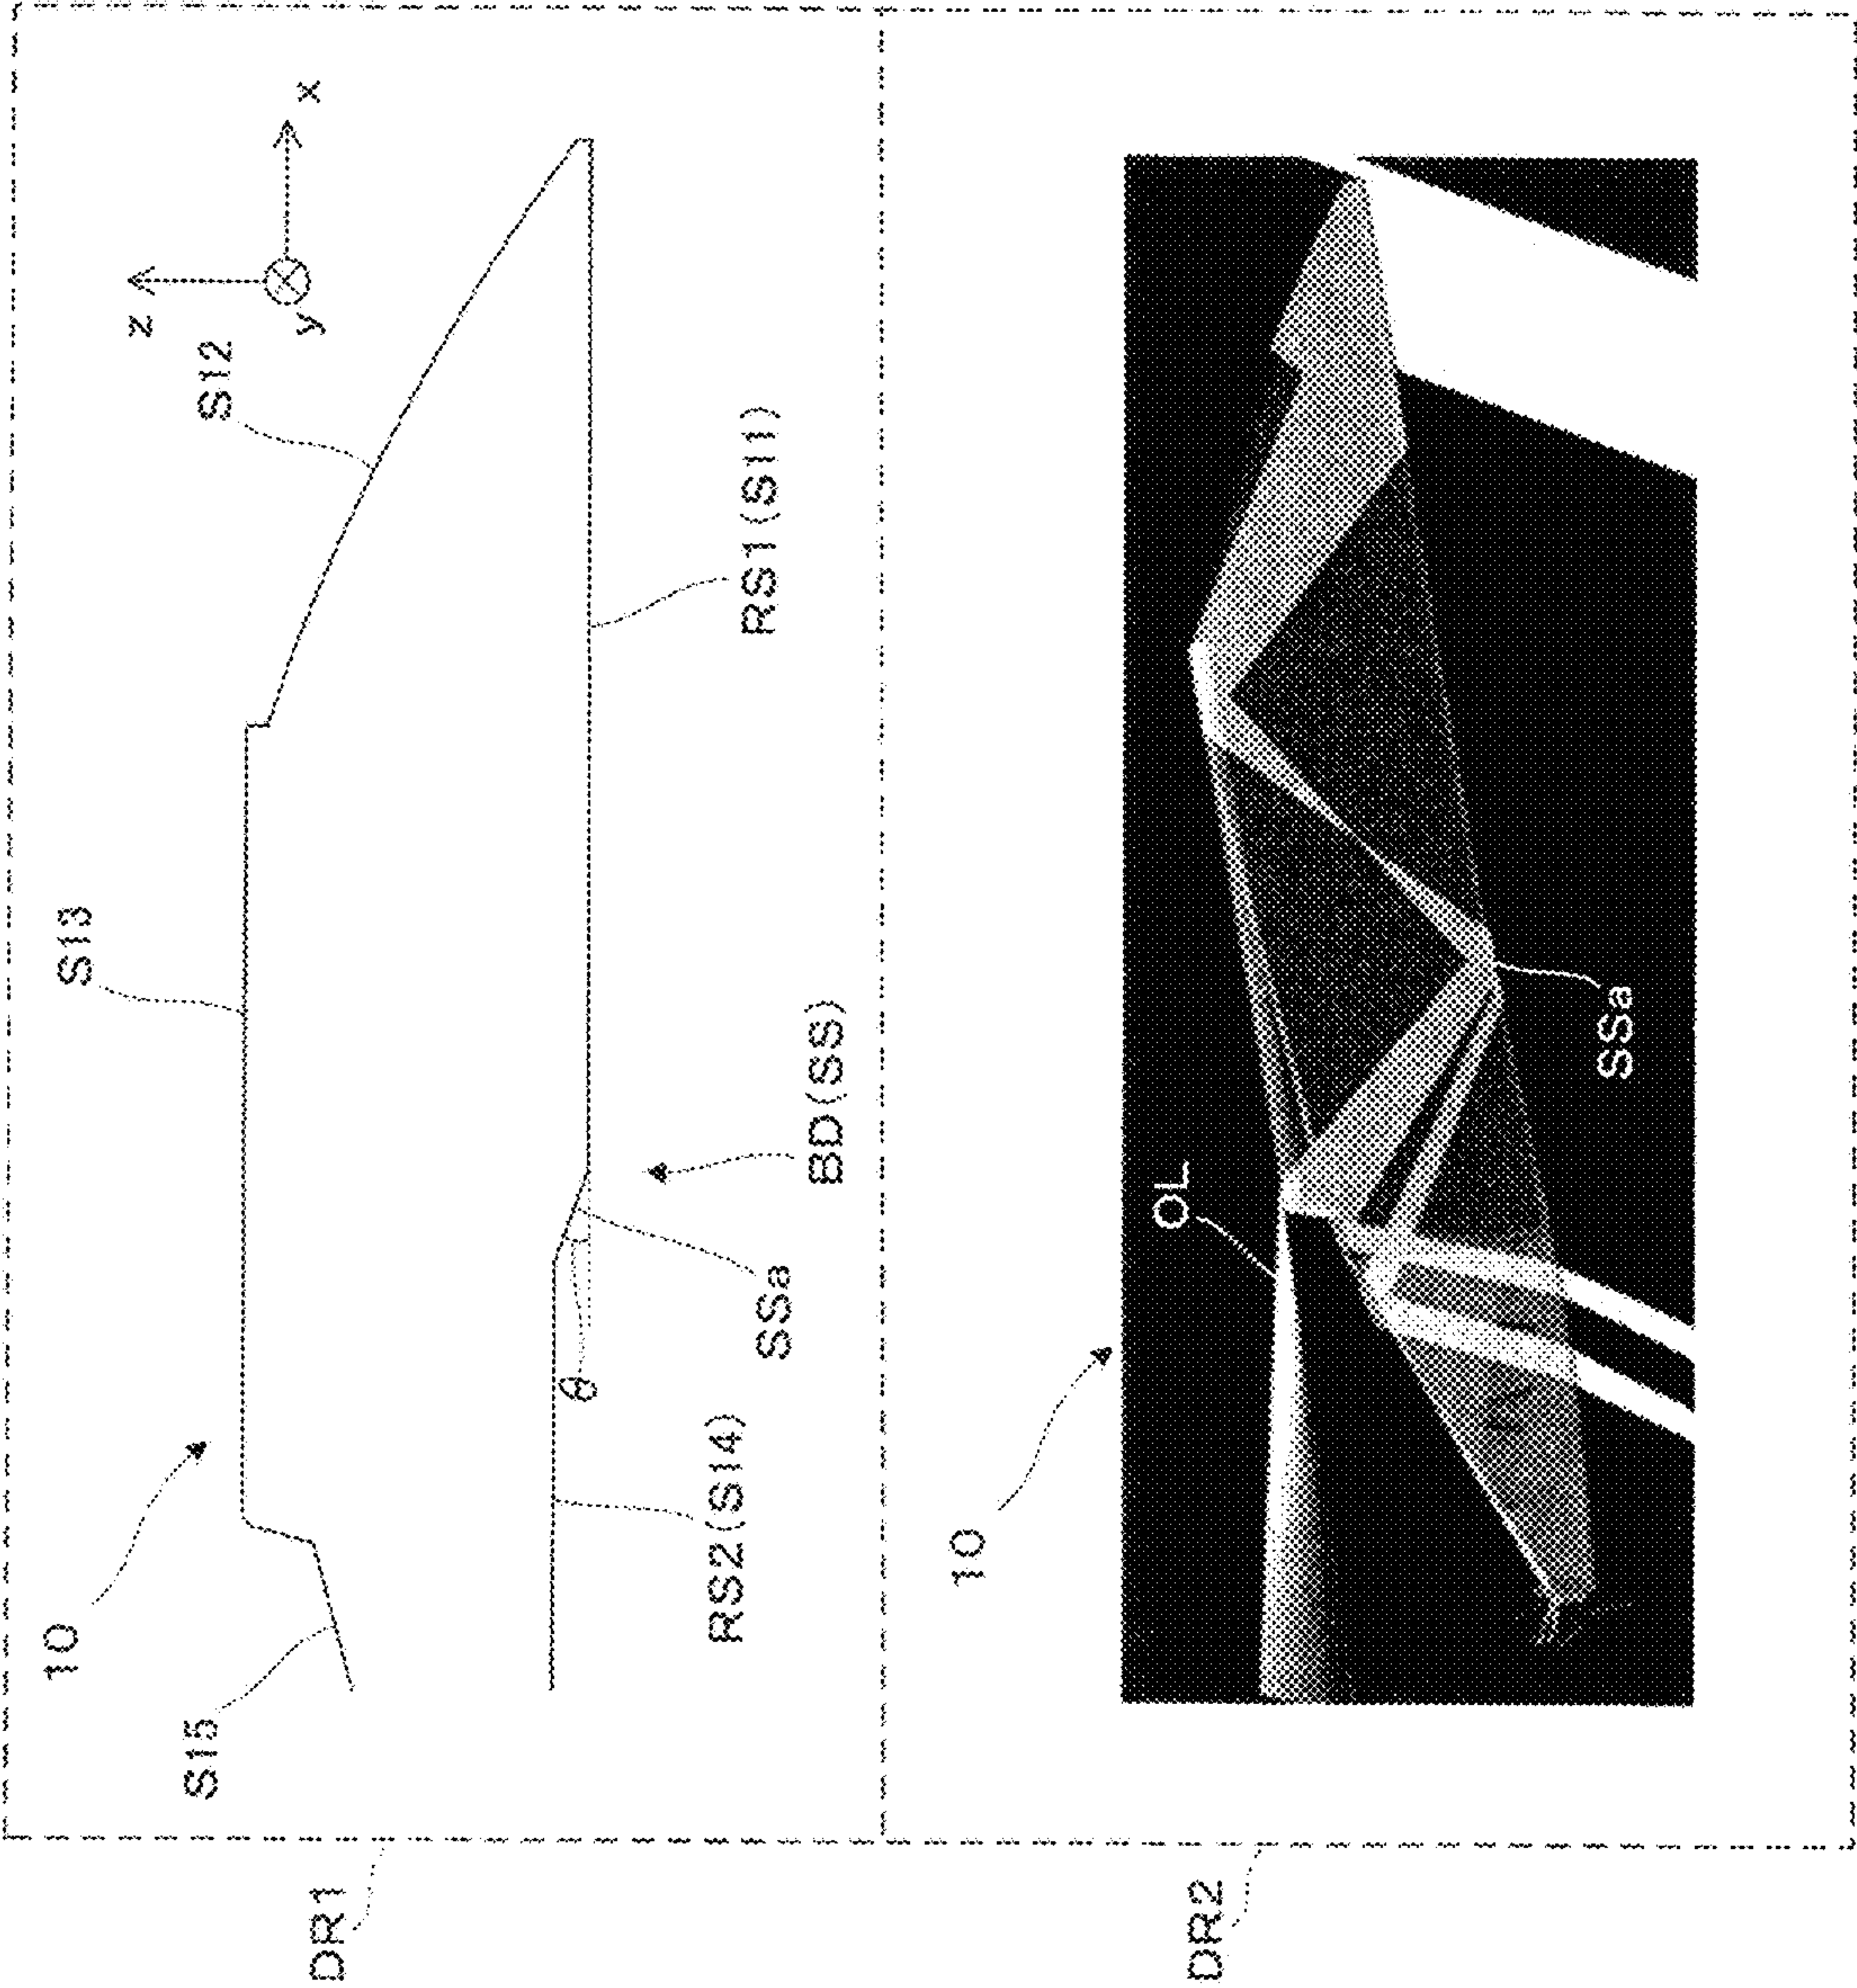 10
S13
z
S15
S12
x
y
DR1
θ
RS2(S14)
RS1(S11)
SSa
BD(SS)
10
OL
DR2
SSa